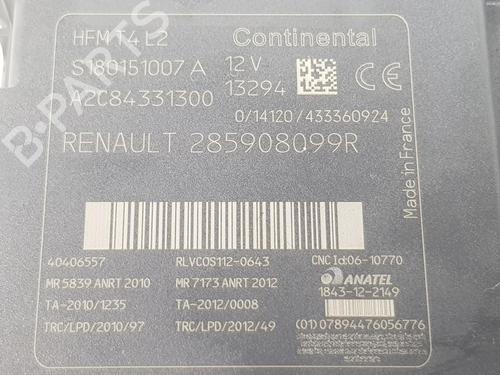 HFM T4 L2 Continental
S180151007 A 12 V
A2C84331300 13294
0/14120/433360924
RENAULT 285908099R
Made in France
B-PARTS
40406557 RLVCOS112-0643 CNC Id:06-10770
MR 5839 ANRT 2010 MR 7173 ANRT 2012 ANATEL
TA-2010/1235 TA-2012/0008 1843-12-2149
TRC/LPD/2010/97 TRC/LPD/2012/49 (01)07894476056776